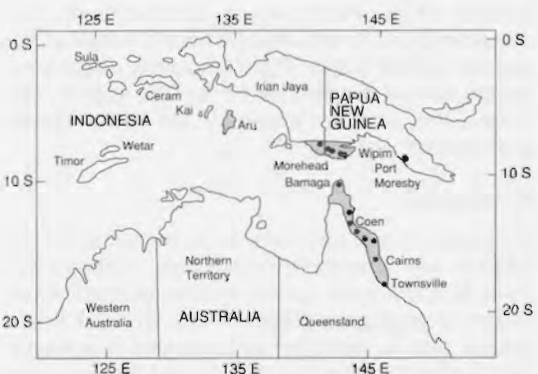 125 E 135 E 145 E
0 S 0 S
Sula
Irian Jaya
Ceram
PAPUA
NEW
GUINEA
Kai
INDONESIA
Aru
Wetar
Wipim
Timor
Morehead
Port
Moresby
Bamaga
10 S 10 S
Coen
Northern
Territory
Cairns
Townsville
Western
Australia
AUSTRALIA
Queensland
20 S 20 S
125 E 135 E 145 E